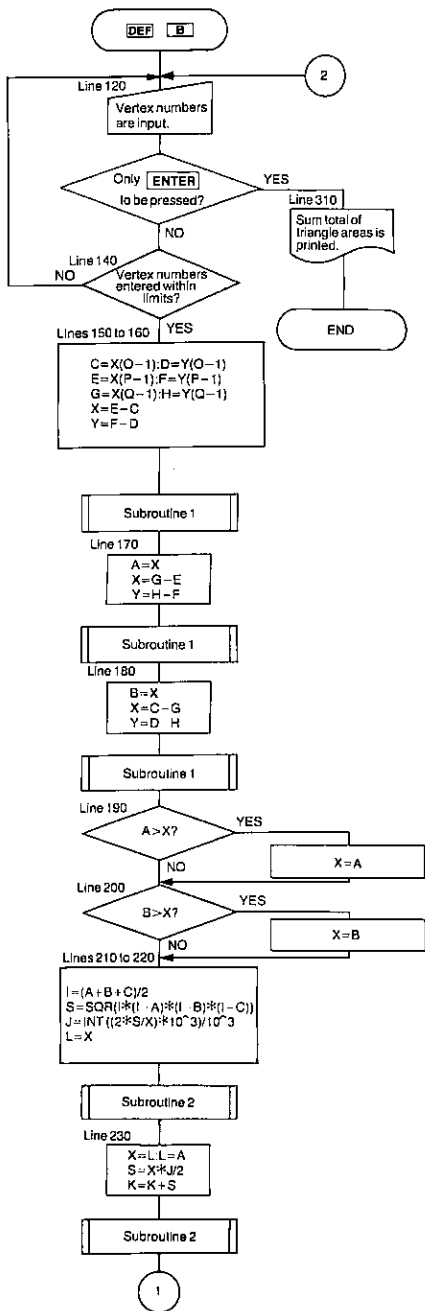 DEF B
2
Line 120
Vertex numbers
are input.
Only ENTER
to be pressed?
YES
NO
Line 310
Sum total of
triangle areas is
printed.
END
Line 140
NO
Vertex numbers
entered within
limits?
YES
Lines 150 to 160
C=X(O-1):D=Y(O-1)
E=X(P-1):F=Y(P-1)
G=X(Q-1):H=Y(Q-1)
X=E-C
Y=F-D
Subroutine 1
Line 170
A=X
X=G-E
Y=H-F
Subroutine 1
Line 180
B=X
X=C-G
Y=D H
Subroutine 1
Line 190
A>X?
YES
X=A
NO
Line 200
B>X?
YES
X=B
NO
Lines 210 to 220
I=(A+B+C)/2
S=SQR(I*(I A)*(I B)*(I-C))
J=INT((2*S/X)*10^3)/10^3
L=X
Subroutine 2
Line 230
X=L:L=A
S=X*J/2
K=K+S
Subroutine 2
1